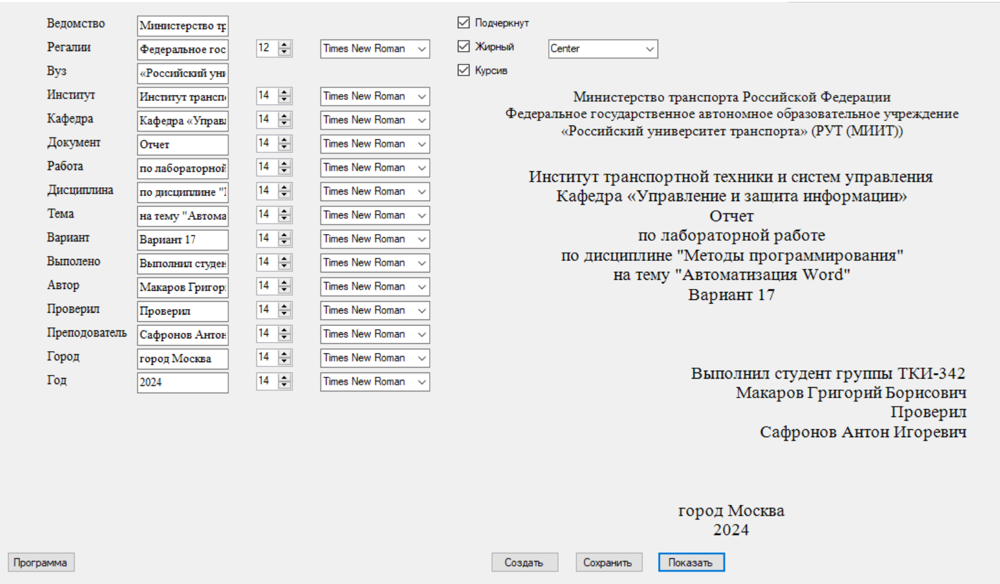 Ведомство Министерство тр Подчеркнут
Регалии Федеральное гос 12 Times New Roman Жирный Center
Вуз «Российский уни Курсив
Институт Институт трансп 14 Times New Roman
Кафедра Кафедра «Управл 14 Times New Roman
Документ Отчет 14 Times New Roman
Работа по лабораторной 14 Times New Roman
Дисциплина по дисциплине " 14 Times New Roman
Тема на тему "Автома 14 Times New Roman
Вариант Вариант 17 14 Times New Roman
Выполено Выполнил студен 14 Times New Roman
Автор Макаров Григор 14 Times New Roman
Проверил Проверил 14 Times New Roman
Преподователь Сафронов Антон 14 Times New Roman
Город город Москва 14 Times New Roman
Год 2024 14 Times New Roman
Министерство транспорта Российской Федерации
Федеральное государственное автономное образовательное учреждение
«Российский университет транспорта» (РУТ (МИИТ))
Институт транспортной техники и систем управления
Кафедра «Управление и защита информации»
Отчет
по лабораторной работе
по дисциплине "Методы программирования"
на тему "Автоматизация Word"
Вариант 17
Выполнил студент группы ТКИ-342
Макаров Григорий Борисович
Проверил
Сафронов Антон Игоревич
город Москва
2024
Программа Создать Сохранить Показать